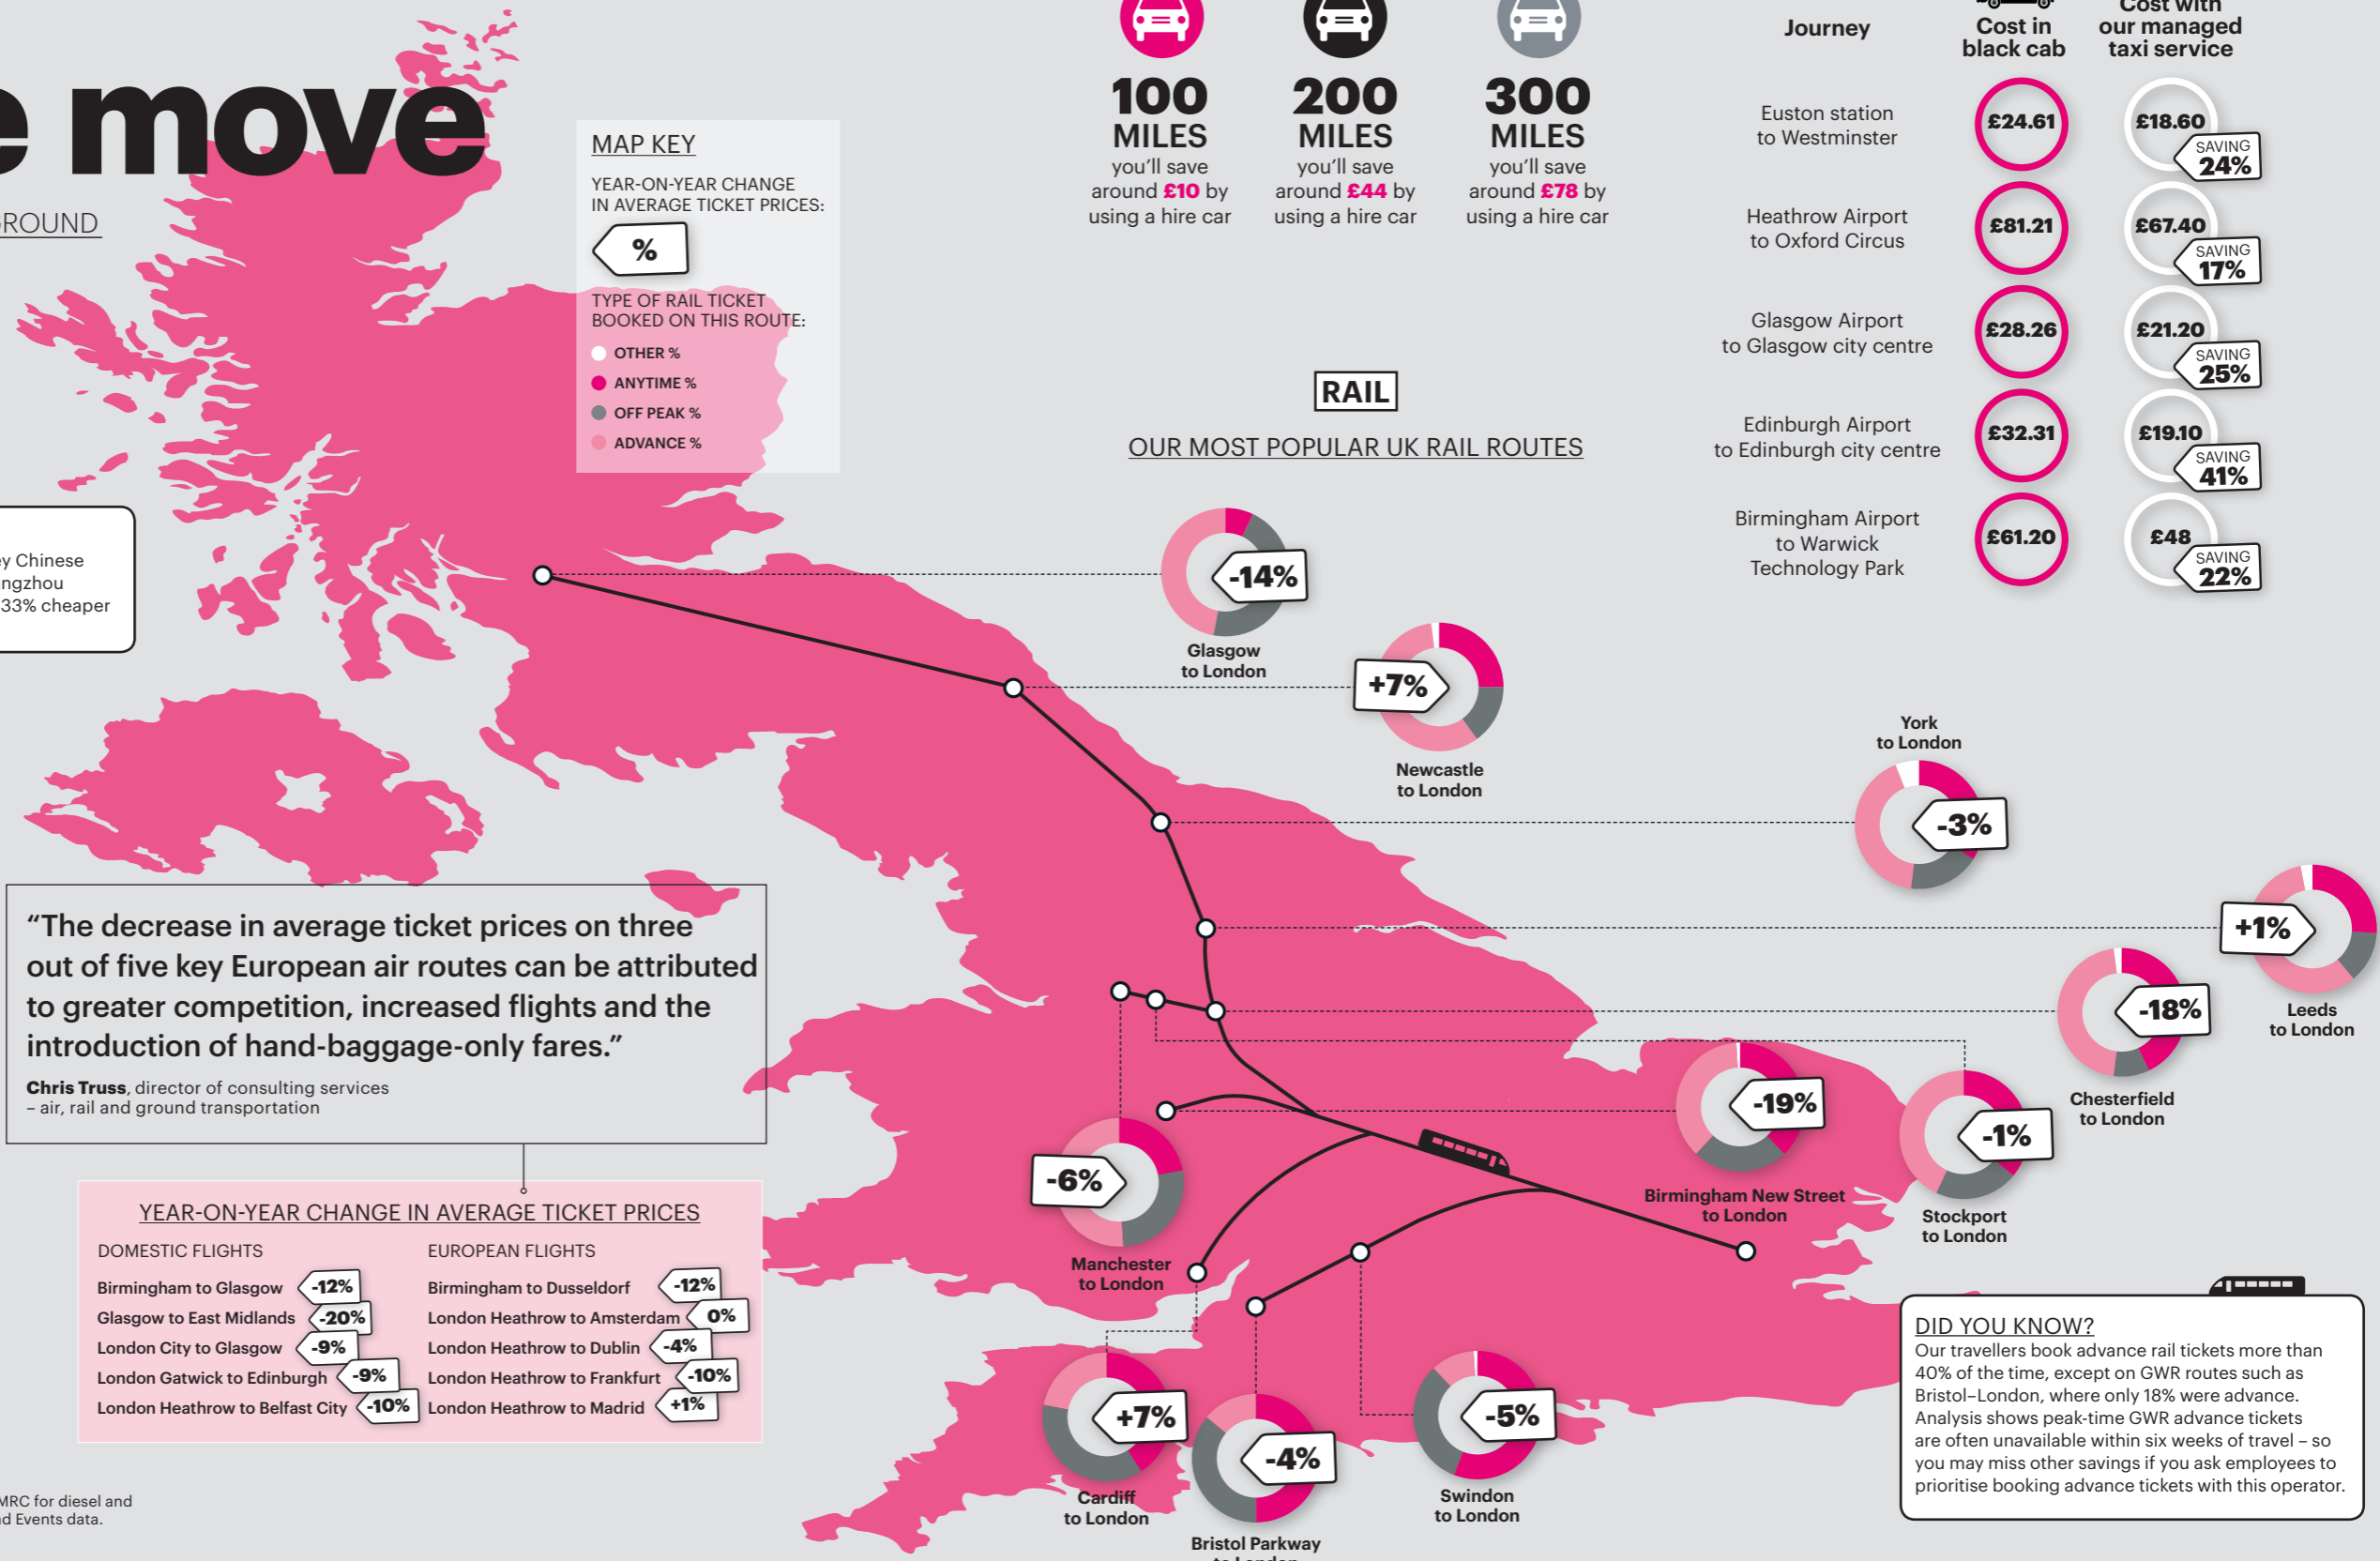 e move
GROUND
MAP KEY
YEAR-ON-YEAR CHANGE
IN AVERAGE TICKET PRICES:
%
TYPE OF RAIL TICKET
BOOKED ON THIS ROUTE:
OTHER %
ANYTIME %
OFF PEAK %
ADVANCE %
100
MILES
you’ll save
around £10 by
using a hire car
200
MILES
you’ll save
around £44 by
using a hire car
300
MILES
you’ll save
around £78 by
using a hire car
Journey
Cost in
black cab
Cost with
our managed
taxi service
Euston station
to Westminster
£24.61
£18.60
SAVING
24%
Heathrow Airport
to Oxford Circus
£81.21
£67.40
SAVING
17%
Glasgow Airport
to Glasgow city centre
£28.26
£21.20
SAVING
25%
Edinburgh Airport
to Edinburgh city centre
£32.31
£19.10
SAVING
41%
Birmingham Airport
to Warwick
Technology Park
£61.20
£48
SAVING
22%
RAIL
OUR MOST POPULAR UK RAIL ROUTES
-14%
Glasgow
to London
+7%
Newcastle
to London
York
to London
-3%
+1%
Leeds
to London
-18%
Chesterfield
to London
-19%
Birmingham New Street
to London
-1%
Stockport
to London
-6%
Manchester
to London
+7%
Cardiff
to London
-4%
Bristol Parkway
to London
-5%
Swindon
to London
ey Chinese
ngzhou
33% cheaper
“The decrease in average ticket prices on three
out of five key European air routes can be attributed
to greater competition, increased flights and the
introduction of hand-baggage-only fares.”
Chris Truss, director of consulting services
– air, rail and ground transportation
YEAR-ON-YEAR CHANGE IN AVERAGE TICKET PRICES
DOMESTIC FLIGHTS
Birmingham to Glasgow -12%
Glasgow to East Midlands -20%
London City to Glasgow -9%
London Gatwick to Edinburgh -9%
London Heathrow to Belfast City -10%
EUROPEAN FLIGHTS
Birmingham to Dusseldorf -12%
London Heathrow to Amsterdam 0%
London Heathrow to Dublin -4%
London Heathrow to Frankfurt -10%
London Heathrow to Madrid +1%
MRC for diesel and
d Events data.
DID YOU KNOW?
Our travellers book advance rail tickets more than
40% of the time, except on GWR routes such as
Bristol–London, where only 18% were advance.
Analysis shows peak-time GWR advance tickets
are often unavailable within six weeks of travel – so
you may miss other savings if you ask employees to
prioritise booking advance tickets with this operator.